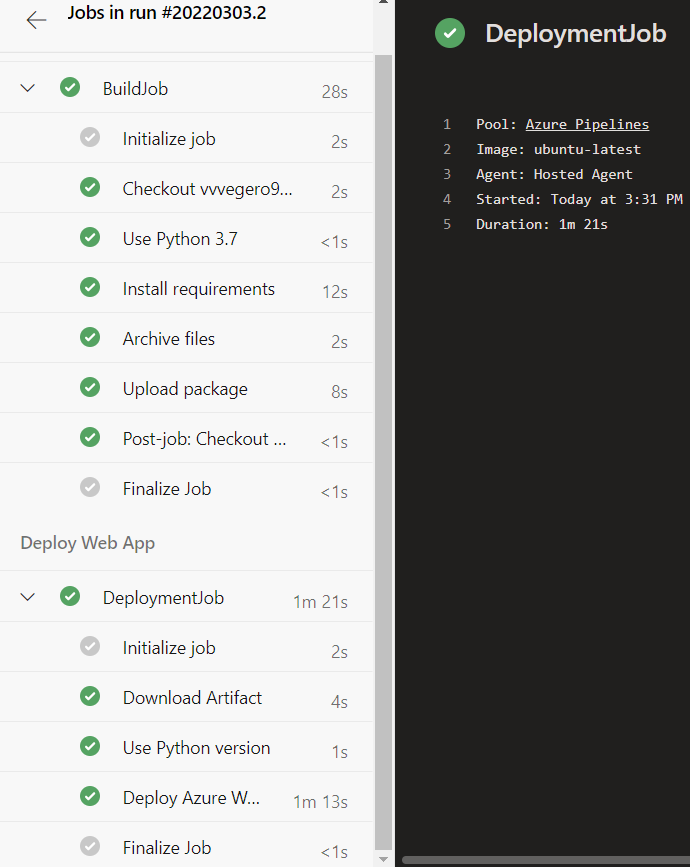 Jobs in run #20220303.2
BuildJob 28s
Initialize job 2s
Checkout vvvegero9... 2s
Use Python 3.7 <1s
Install requirements 12s
Archive files 2s
Upload package 8s
Post-job: Checkout ... <1s
Finalize Job <1s
Deploy Web App
DeploymentJob 1m 21s
Initialize job 2s
Download Artifact 4s
Use Python version 1s
Deploy Azure W... 1m 13s
Finalize Job <1s
DeploymentJob
1 Pool: Azure Pipelines
2 Image: ubuntu-latest
3 Agent: Hosted Agent
4 Started: Today at 3:31 PM
5 Duration: 1m 21s